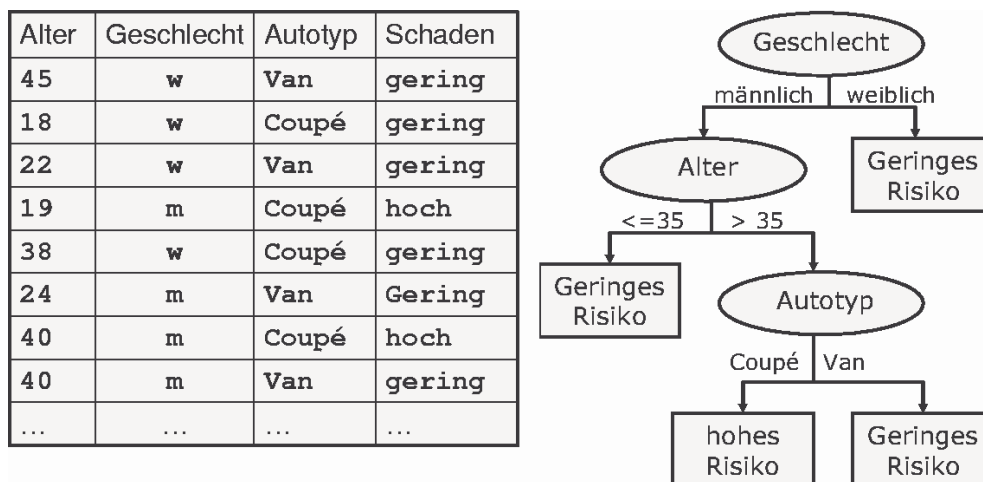 Alter Geschlecht Autotyp Schaden
45 w Van gering
18 w Coupé gering
22 w Van gering
19 m Coupé hoch
38 w Coupé gering
24 m Van Gering
40 m Coupé hoch
40 m Van gering
... ... ... ...
Geschlecht
männlich weiblich
Alter
Geringes
Risiko
<=35 > 35
Geringes
Risiko
Autotyp
Coupé Van
hohes
Risiko
Geringes
Risiko